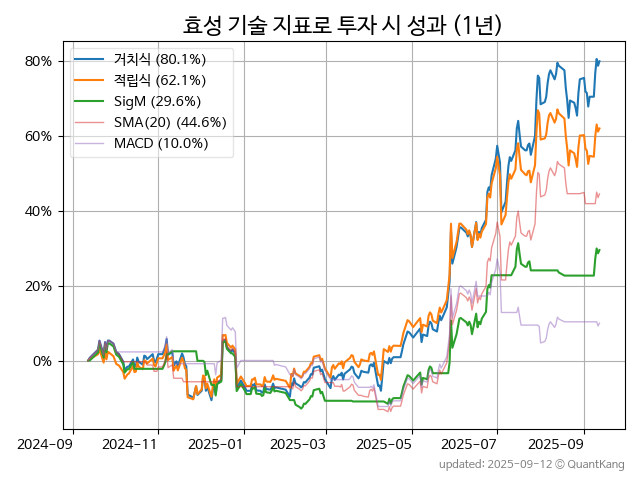 효성 기술 지표로 투자 시 성과 (1년)
거치식 (80.1%)
적립식 (62.1%)
SigM (29.6%)
SMA(20) (44.6%)
MACD (10.0%)
80%
60%
40%
20%
0%
2024-09 2024-11 2025-01 2025-03 2025-05 2025-07 2025-09
updated: 2025-09-12 © QuantKang